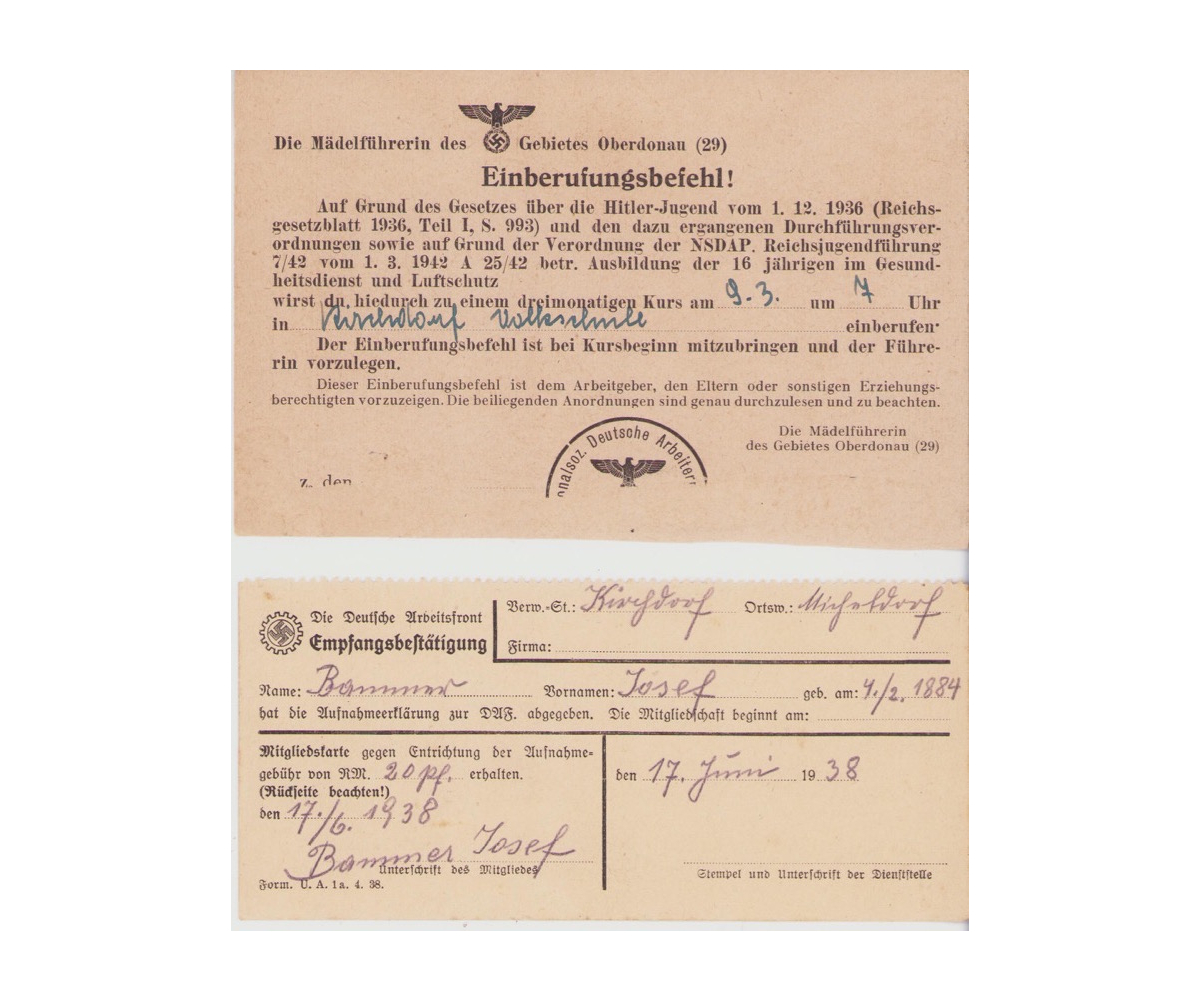 Die Mädelführerin des Gebietes Oberdonau (29)
Einberufungsbefehl!
Auf Grund des Gesetzes über die Hitler-Jugend vom 1. 12. 1936 (Reichs-
gesetzblatt 1936, Teil I, S. 993) und den dazu ergangenen Durchführungsver-
ordnungen sowie auf Grund der Verordnung der NSDAP. Reichsjugendführung
7/42 vom 1. 3. 1942 A 25/42 betr. Ausbildung der 16 jährigen im Gesund-
heitsdienst und Luftschutz
wirst du hiedurch zu einem dreimonatigen Kurs am 9. 3. um 7 Uhr
in Kirchdorf Volkschule einberufen.
Der Einberufungsbefehl ist bei Kursbeginn mitzubringen und der Führe-
rin vorzulegen.
Dieser Einberufungsbefehl ist dem Arbeitgeber, den Eltern oder sonstigen Erziehungs-
berechtigten vorzuzeigen. Die beiliegenden Anordnungen sind genau durchzulesen und zu beachten.
Die Mädelführerin
des Gebietes Oberdonau (29)
onalsoz. Deutsche Arbeiter
z. den
Die Deutsche Arbeitsfront
Empfangsbestätigung
Verw.-St.: Kirchdorf Ortsw.: Micheldorf
Firma:
Name: Bammer Vornamen: Josef geb. am: 4./2. 1884
hat die Aufnahmeerklärung zur DAF. abgegeben. Die Mitgliedschaft beginnt am:
Mitgliedskarte gegen Entrichtung der Aufnahme-
gebühr von RM. 20 pf. erhalten.
(Rückseite beachten!)
den 17./6. 1938
Bammer Josef
Unterschrift des Mitgliedes
Form. U. A. 1a. 4. 38.
den 17. Juni 1938
Stempel und Unterschrift der Dienststelle